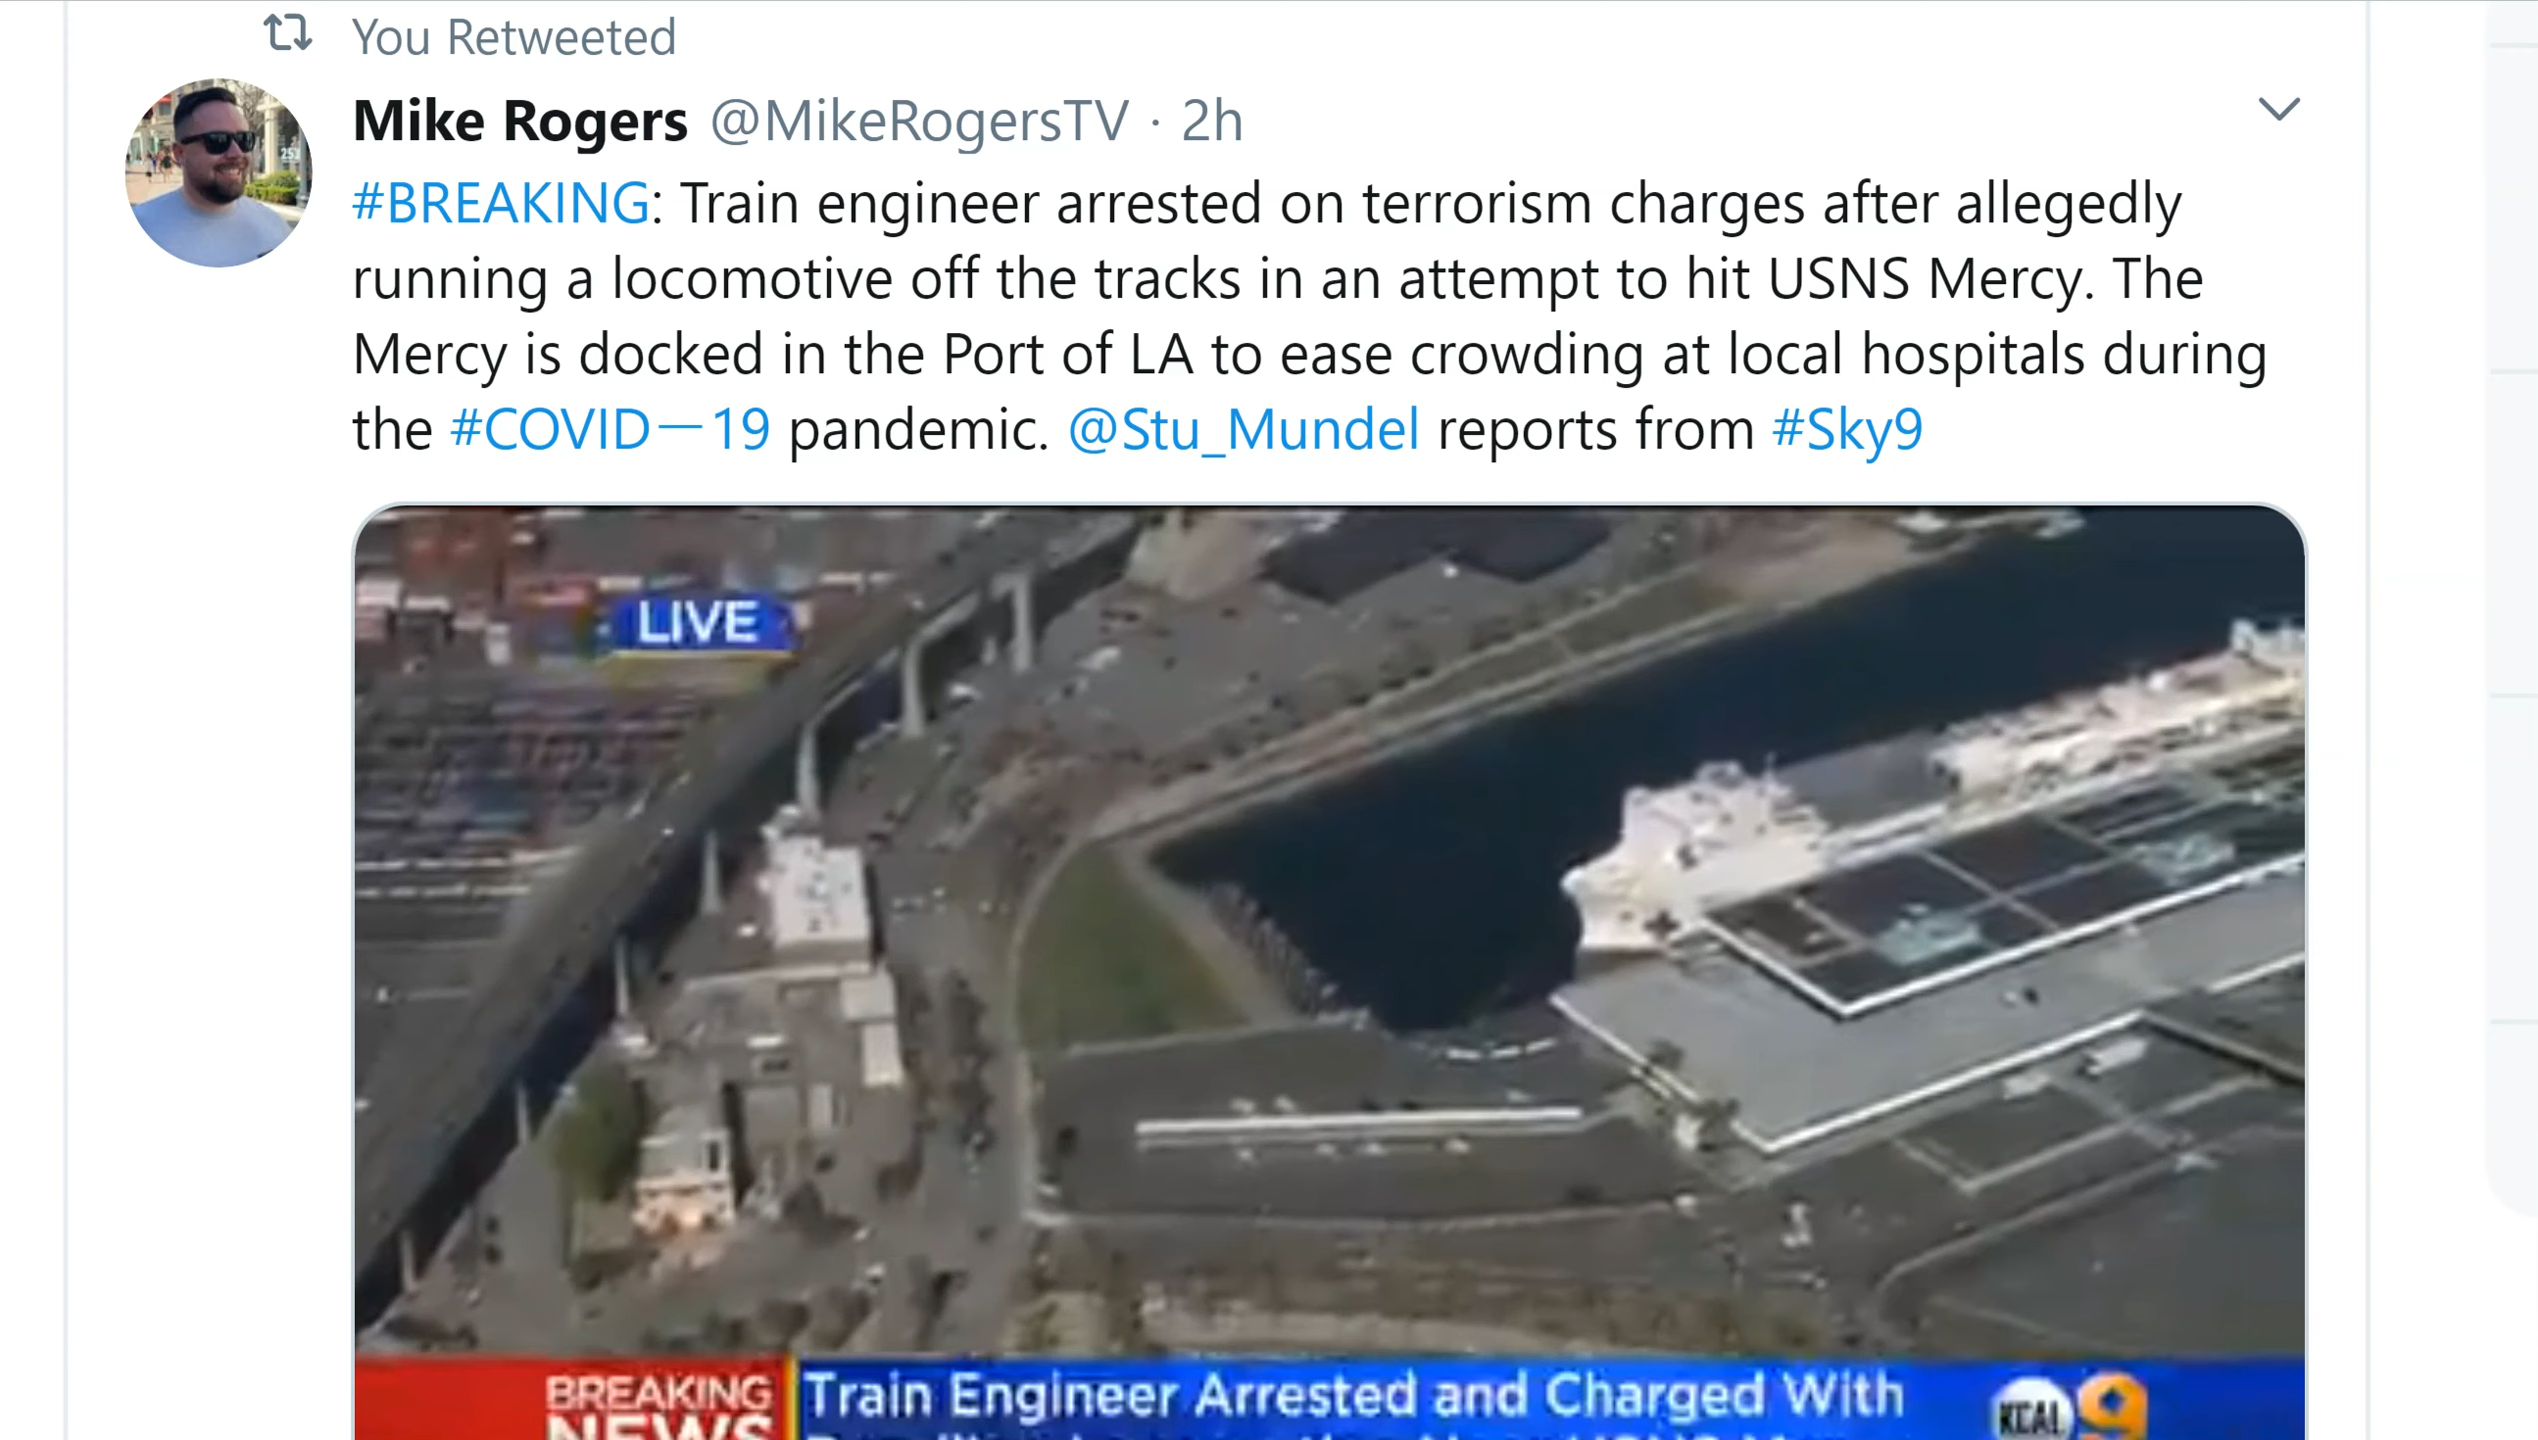 You Retweeted
Mike Rogers @MikeRogersTV · 2h
#BREAKING: Train engineer arrested on terrorism charges after allegedly
running a locomotive off the tracks in an attempt to hit USNS Mercy. The
Mercy is docked in the Port of LA to ease crowding at local hospitals during
the #COVID—19 pandemic. @Stu_Mundel reports from #Sky9
LIVE
BREAKING
NEWS
Train Engineer Arrested and Charged With
KCAL 9